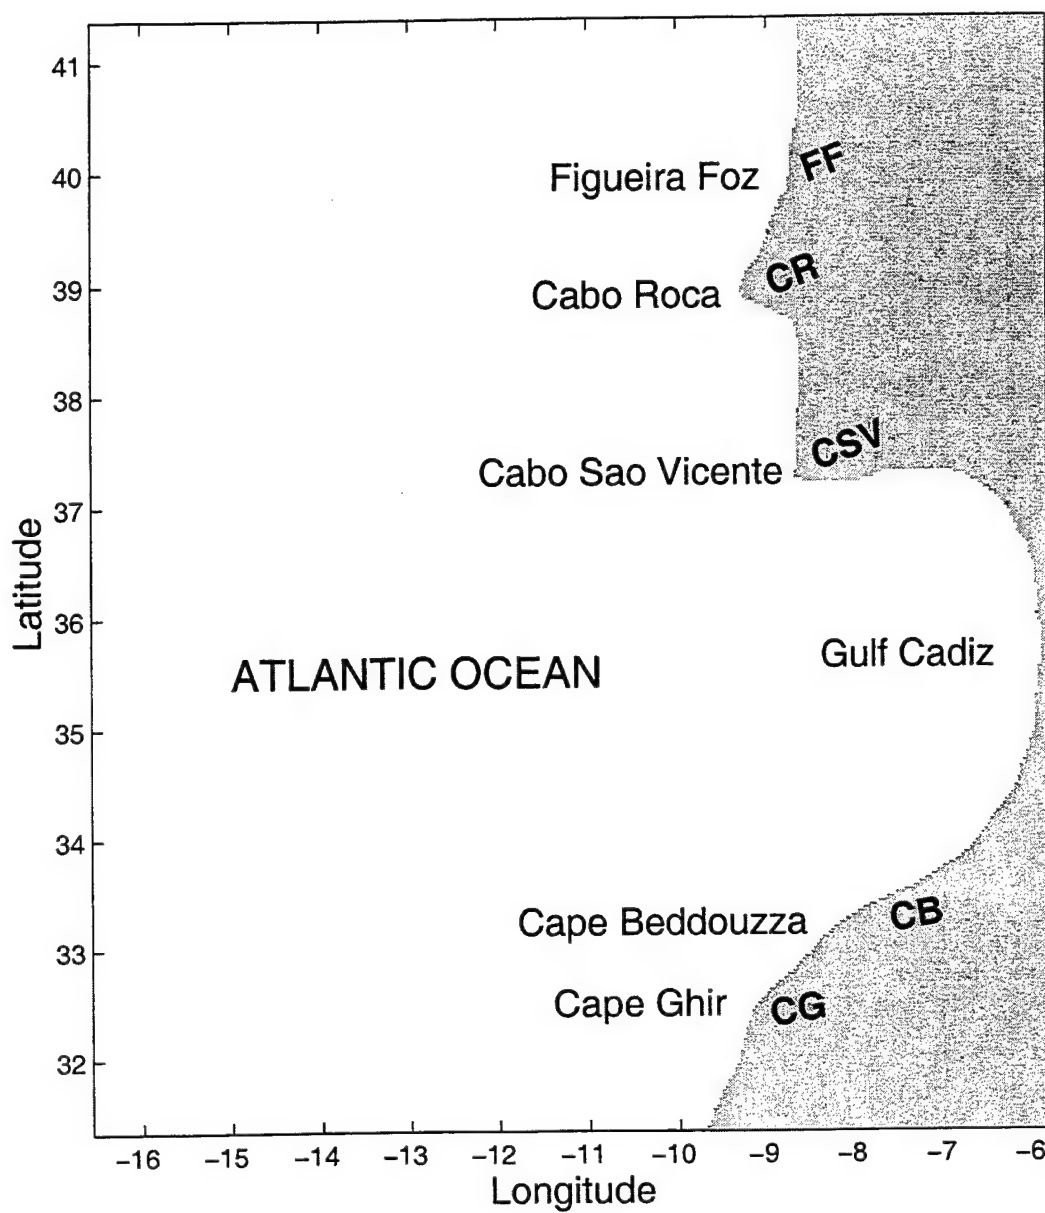 41
40
39
38
37
36
35
34
33
32
Latitude
Figueira Foz
FF
Cabo Roca
CR
Cabo Sao Vicente
CSV
ATLANTIC OCEAN
Gulf Cadiz
Cape Beddouzza
CB
Cape Ghir
CG
−16 −15 −14 −13 −12 −11 −10 −9 −8 −7 −6
Longitude